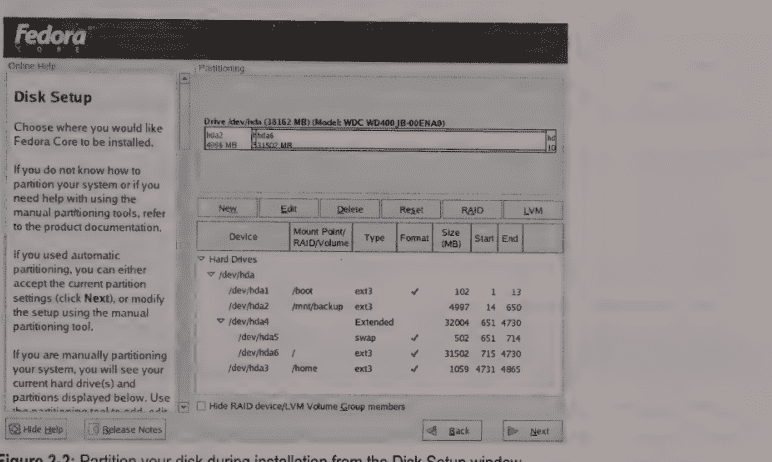 Fedora
CORE
Online Help
Disk Setup
Choose where you would like
Fedora Core to be installed.
If you do not know how to
partition your system or if you
need help with using the
manual partitioning tools, refer
to the product documentation.
If you used automatic
partitioning, you can either
accept the current partition
settings (click Next), or modify
the setup using the manual
partitioning tool.
If you are manually partitioning
your system, you will see your
current hard drive(s) and
partitions displayed below. Use
the partitioning tool to add, edit
Hide Help
Release Notes
Partitioning
Drive /dev/hda (38162 MB) (Model: WDC WD400JB-00ENA0)
hda2 hda6 hd
4996 MB 31502 MB 10
New Edit Delete Reset RAID LVM
Device Mount Point/ RAID/Volume Type Format Size (MB) Start End
Hard Drives
/dev/hda
/dev/hda1 /boot ext3 ✓ 102 1 13
/dev/hda2 /mnt/backup ext3 4997 14 650
/dev/hda4 Extended 32004 651 4730
/dev/hda5 swap ✓ 502 651 714
/dev/hda6 / ext3 ✓ 31502 715 4730
/dev/hda3 /home ext3 ✓ 1059 4731 4865
Hide RAID device/LVM Volume Group members
Back
Next
Figure 2-2: Partition your disk during installation from the Disk Setup window